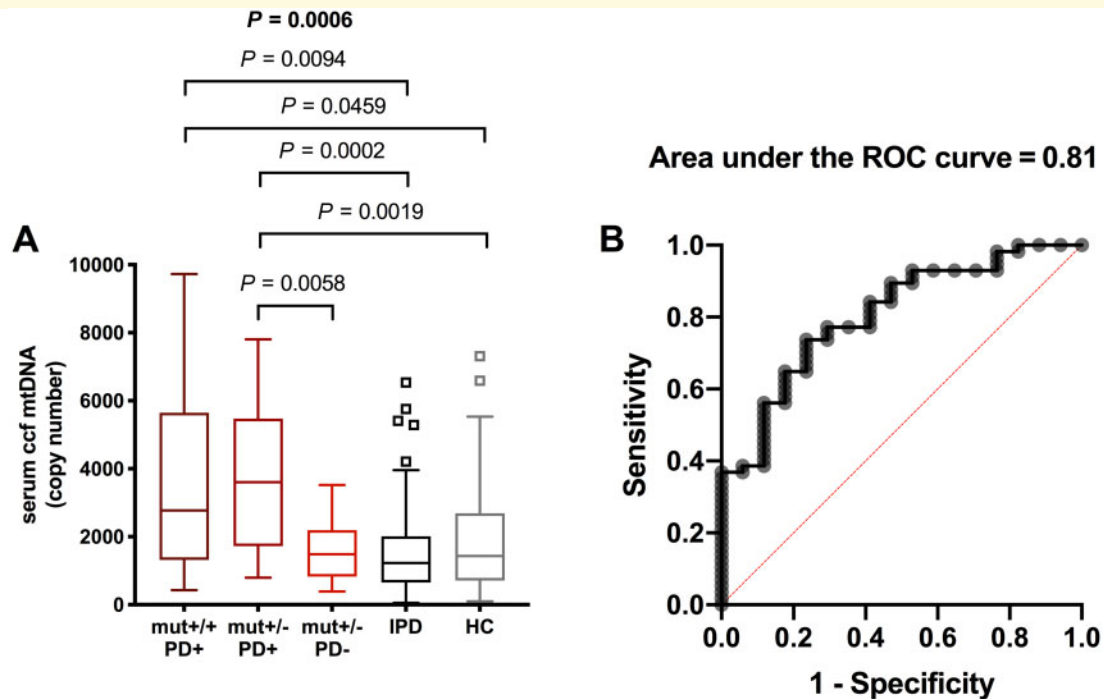 P = 0.0006
P = 0.0094
P = 0.0459
P = 0.0002
P = 0.0019
P = 0.0058
A
serum ccf mtDNA
(copy number)
10000
8000
6000
4000
2000
0
mut+/+
PD+
mut+/-
PD+
mut+/-
PD-
IPD
HC
Area under the ROC curve = 0.81
B
Sensitivity
1.0
0.8
0.6
0.4
0.2
0.0
0.0 0.2 0.4 0.6 0.8 1.0
1 - Specificity